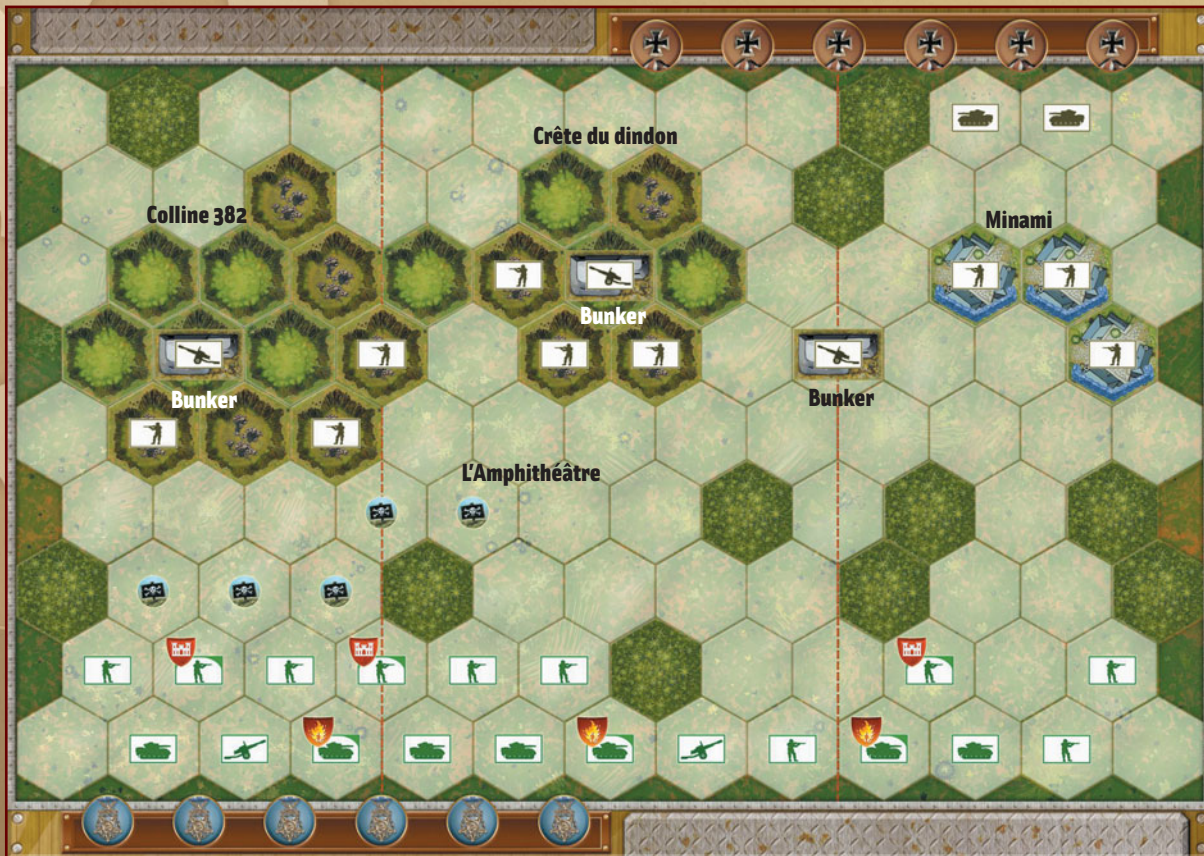 Crête du dindon
Colline 382
Minami
Bunker
Bunker
Bunker
L'Amphithéâtre